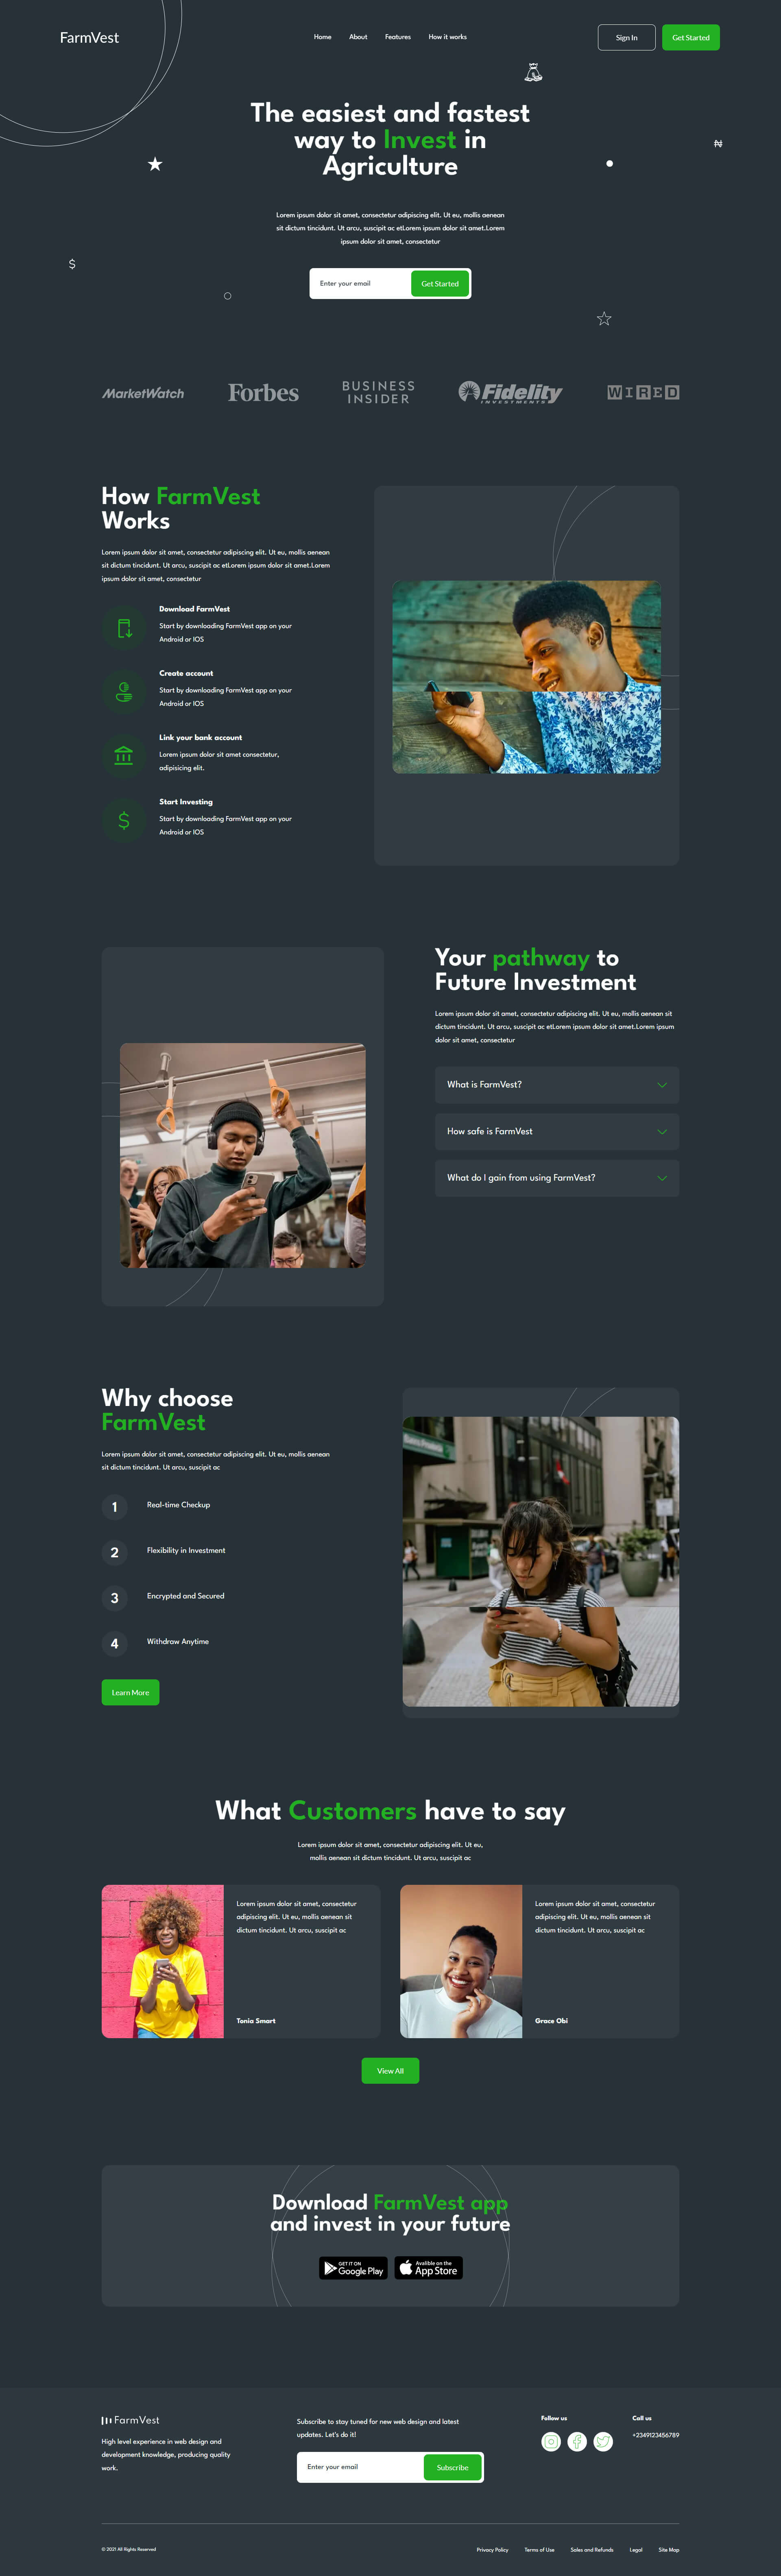 FarmVest
Home
About
Features
How it works
Sign In
Get Started
The easiest and fastest
way to Invest in
Agriculture
₦
Lorem ipsum dolor sit amet, consectetur adipiscing elit. Ut eu, mollis aenean
sit dictum tincidunt. Ut arcu, suscipit ac etLorem ipsum dolor sit amet.Lorem
ipsum dolor sit amet, consectetur
$
Enter your email
Get Started
MarketWatch
Forbes
BUSINESS
INSIDER
Fidelity
INVESTMENTS
WIRED
How FarmVest
Works
Lorem ipsum dolor sit amet, consectetur adipiscing elit. Ut eu, mollis aenean
sit dictum tincidunt. Ut arcu, suscipit ac etLorem ipsum dolor sit amet.Lorem
ipsum dolor sit amet, consectetur
Download FarmVest
Start by downloading FarmVest app on your
Android or IOS
Create account
Start by downloading FarmVest app on your
Android or IOS
Link your bank account
Lorem ipsum dolor sit amet consectetur,
adipisicing elit.
$
Start Investing
Start by downloading FarmVest app on your
Android or IOS
Your pathway to
Future Investment
Lorem ipsum dolor sit amet, consectetur adipiscing elit. Ut eu, mollis aenean sit
dictum tincidunt. Ut arcu, suscipit ac etLorem ipsum dolor sit amet.Lorem ipsum
dolor sit amet, consectetur
What is FarmVest?
How safe is FarmVest
What do I gain from using FarmVest?
Why choose
FarmVest
Lorem ipsum dolor sit amet, consectetur adipiscing elit. Ut eu, mollis aenean
sit dictum tincidunt. Ut arcu, suscipit ac
1
Real-time Checkup
2
Flexibility in Investment
3
Encrypted and Secured
4
Withdraw Anytime
Learn More
What Customers have to say
Lorem ipsum dolor sit amet, consectetur adipiscing elit. Ut eu,
mollis aenean sit dictum tincidunt. Ut arcu, suscipit ac
Lorem ipsum dolor sit amet, consectetur
adipiscing elit. Ut eu, mollis aenean sit
dictum tincidunt. Ut arcu, suscipit ac
Tonia Smart
Lorem ipsum dolor sit amet, consectetur
adipiscing elit. Ut eu, mollis aenean sit
dictum tincidunt. Ut arcu, suscipit ac
Grace Obi
View All
Download FarmVest app
and invest in your future
GET IT ON
Google Play
Avalible on the
App Store
FarmVest
High level experience in web design and
development knowledge, producing quality
work.
Subscribe to stay tuned for new web design and latest
updates. Let's do it!
Enter your email
Subscribe
Follow us
Call us
+2349123456789
© 2021 All Rights Reserved
Privacy Policy
Terms of Use
Sales and Refunds
Legal
Site Map